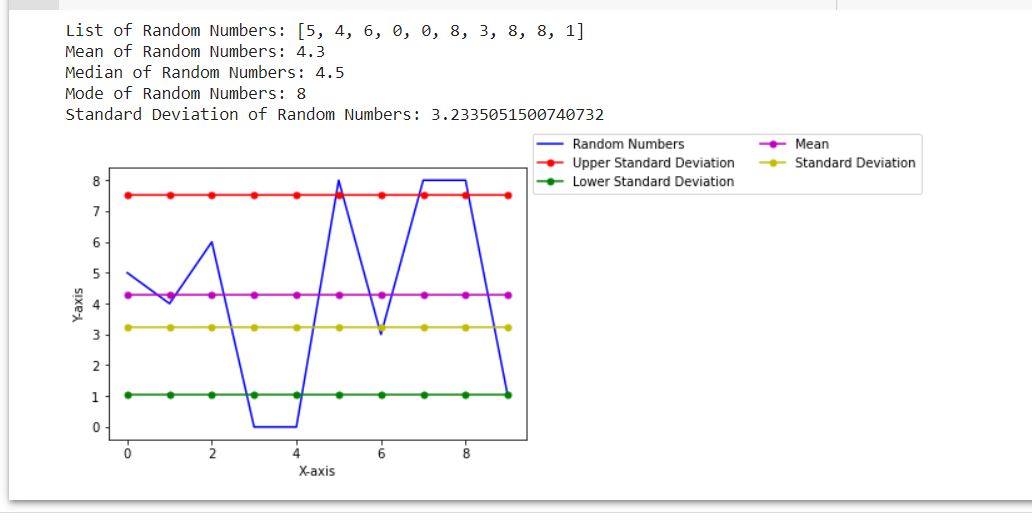 List of Random Numbers: [5, 4, 6, 0, 0, 8, 3, 8, 8, 1]
Mean of Random Numbers: 4.3
Median of Random Numbers: 4.5
Mode of Random Numbers: 8
Standard Deviation of Random Numbers: 3.2335051500740732
Random Numbers
Upper Standard Deviation
Lower Standard Deviation
Mean
Standard Deviation
8
7
6
5
4
3
2
1
0
Y-axis
0 2 4 6 8
X-axis